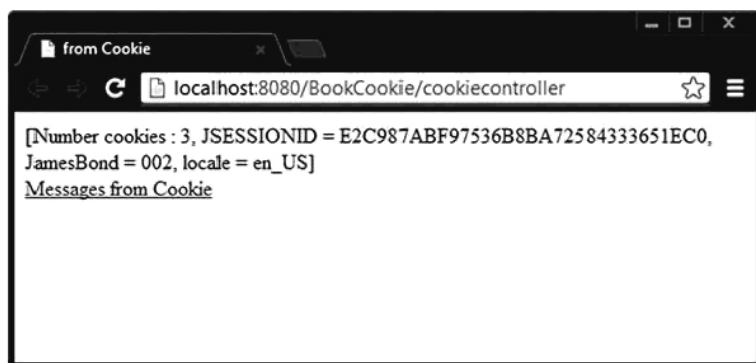 from Cookie
localhost:8080/BookCookie/cookiecontroller
[Number cookies : 3, JSESSIONID = E2C987ABF97536B8BA72584333651EC0,
JamesBond = 002, locale = en_US]
Messages from Cookie